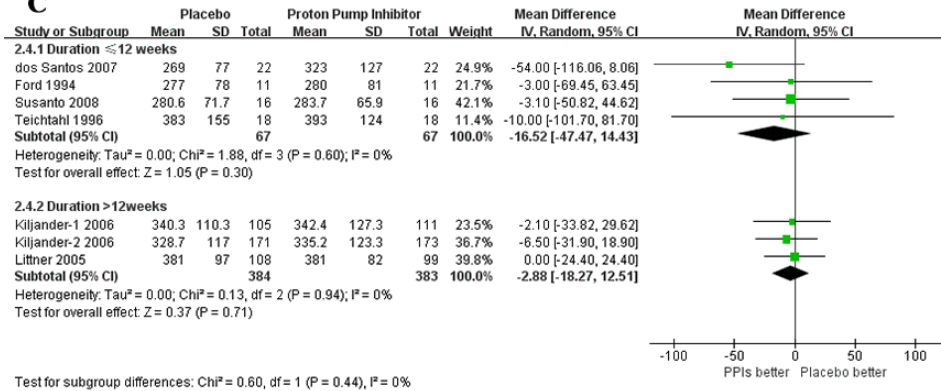 C
Placebo Proton Pump Inhibitor Mean Difference Mean Difference
Study or Subgroup Mean SD Total Mean SD Total Weight IV, Random, 95% CI IV, Random, 95% CI
2.4.1 Duration ≤12 weeks
dos Santos 2007 269 77 22 323 127 22 24.9% -54.00 [-116.06, 8.06]
Ford 1994 277 78 11 280 81 11 21.7% -3.00 [-69.45, 63.45]
Susanto 2008 280.6 71.7 16 283.7 65.9 16 42.1% -3.10 [-50.82, 44.62]
Teichtahl 1996 383 155 18 393 124 18 11.4% -10.00 [-101.70, 81.70]
Subtotal (95% CI) 67 67 100.0% -16.52 [-47.47, 14.43]
Heterogeneity: Tau² = 0.00; Chi² = 1.88, df = 3 (P = 0.60); I² = 0%
Test for overall effect: Z = 1.05 (P = 0.30)
2.4.2 Duration >12weeks
Kiljander-1 2006 340.3 110.3 105 342.4 127.3 111 23.5% -2.10 [-33.82, 29.62]
Kiljander-2 2006 328.7 117 171 335.2 123.3 173 36.7% -6.50 [-31.90, 18.90]
Littner 2005 381 97 108 381 82 99 39.8% 0.00 [-24.40, 24.40]
Subtotal (95% CI) 384 383 100.0% -2.88 [-18.27, 12.51]
Heterogeneity: Tau² = 0.00; Chi² = 0.13, df = 2 (P = 0.94); I² = 0%
Test for overall effect: Z = 0.37 (P = 0.71)
-100 -50 0 50 100
PPIs better Placebo better
Test for subgroup differences: Chi² = 0.60, df = 1 (P = 0.44), I² = 0%